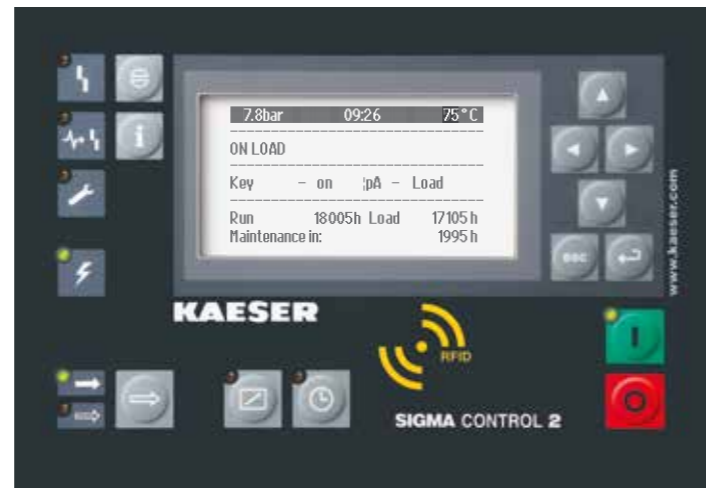 7.8bar 09:26 75°C
ON LOAD
Key - on ¦pA - Load
Run 18005h Load 17105h
Maintenance in: 1995h
esc
KAESER
RFID
SIGMA CONTROL 2
www.kaeser.com